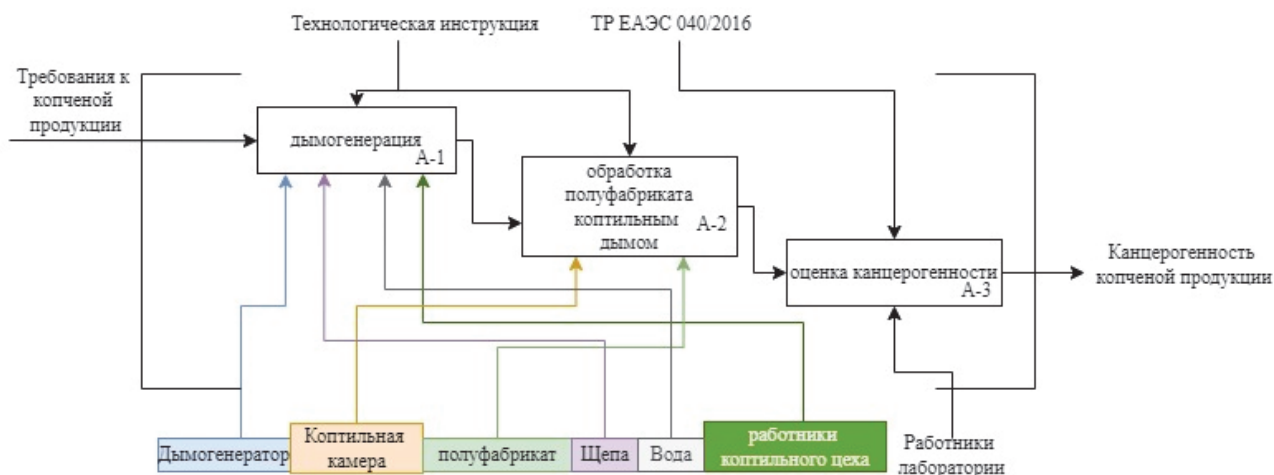 Технологическая инструкция
ТР ЕАЭС 040/2016
Требования к
копченой
продукции
дымогенерация
А-1
обработка
полуфабриката
коптильным
дымом
А-2
оценка канцерогенности
А-3
Канцерогенность
копченой продукции
Дымогенератор
Коптильная
камера
полуфабрикат
Щепа
Вода
работники
коптильного цеха
Работники
лаборатории